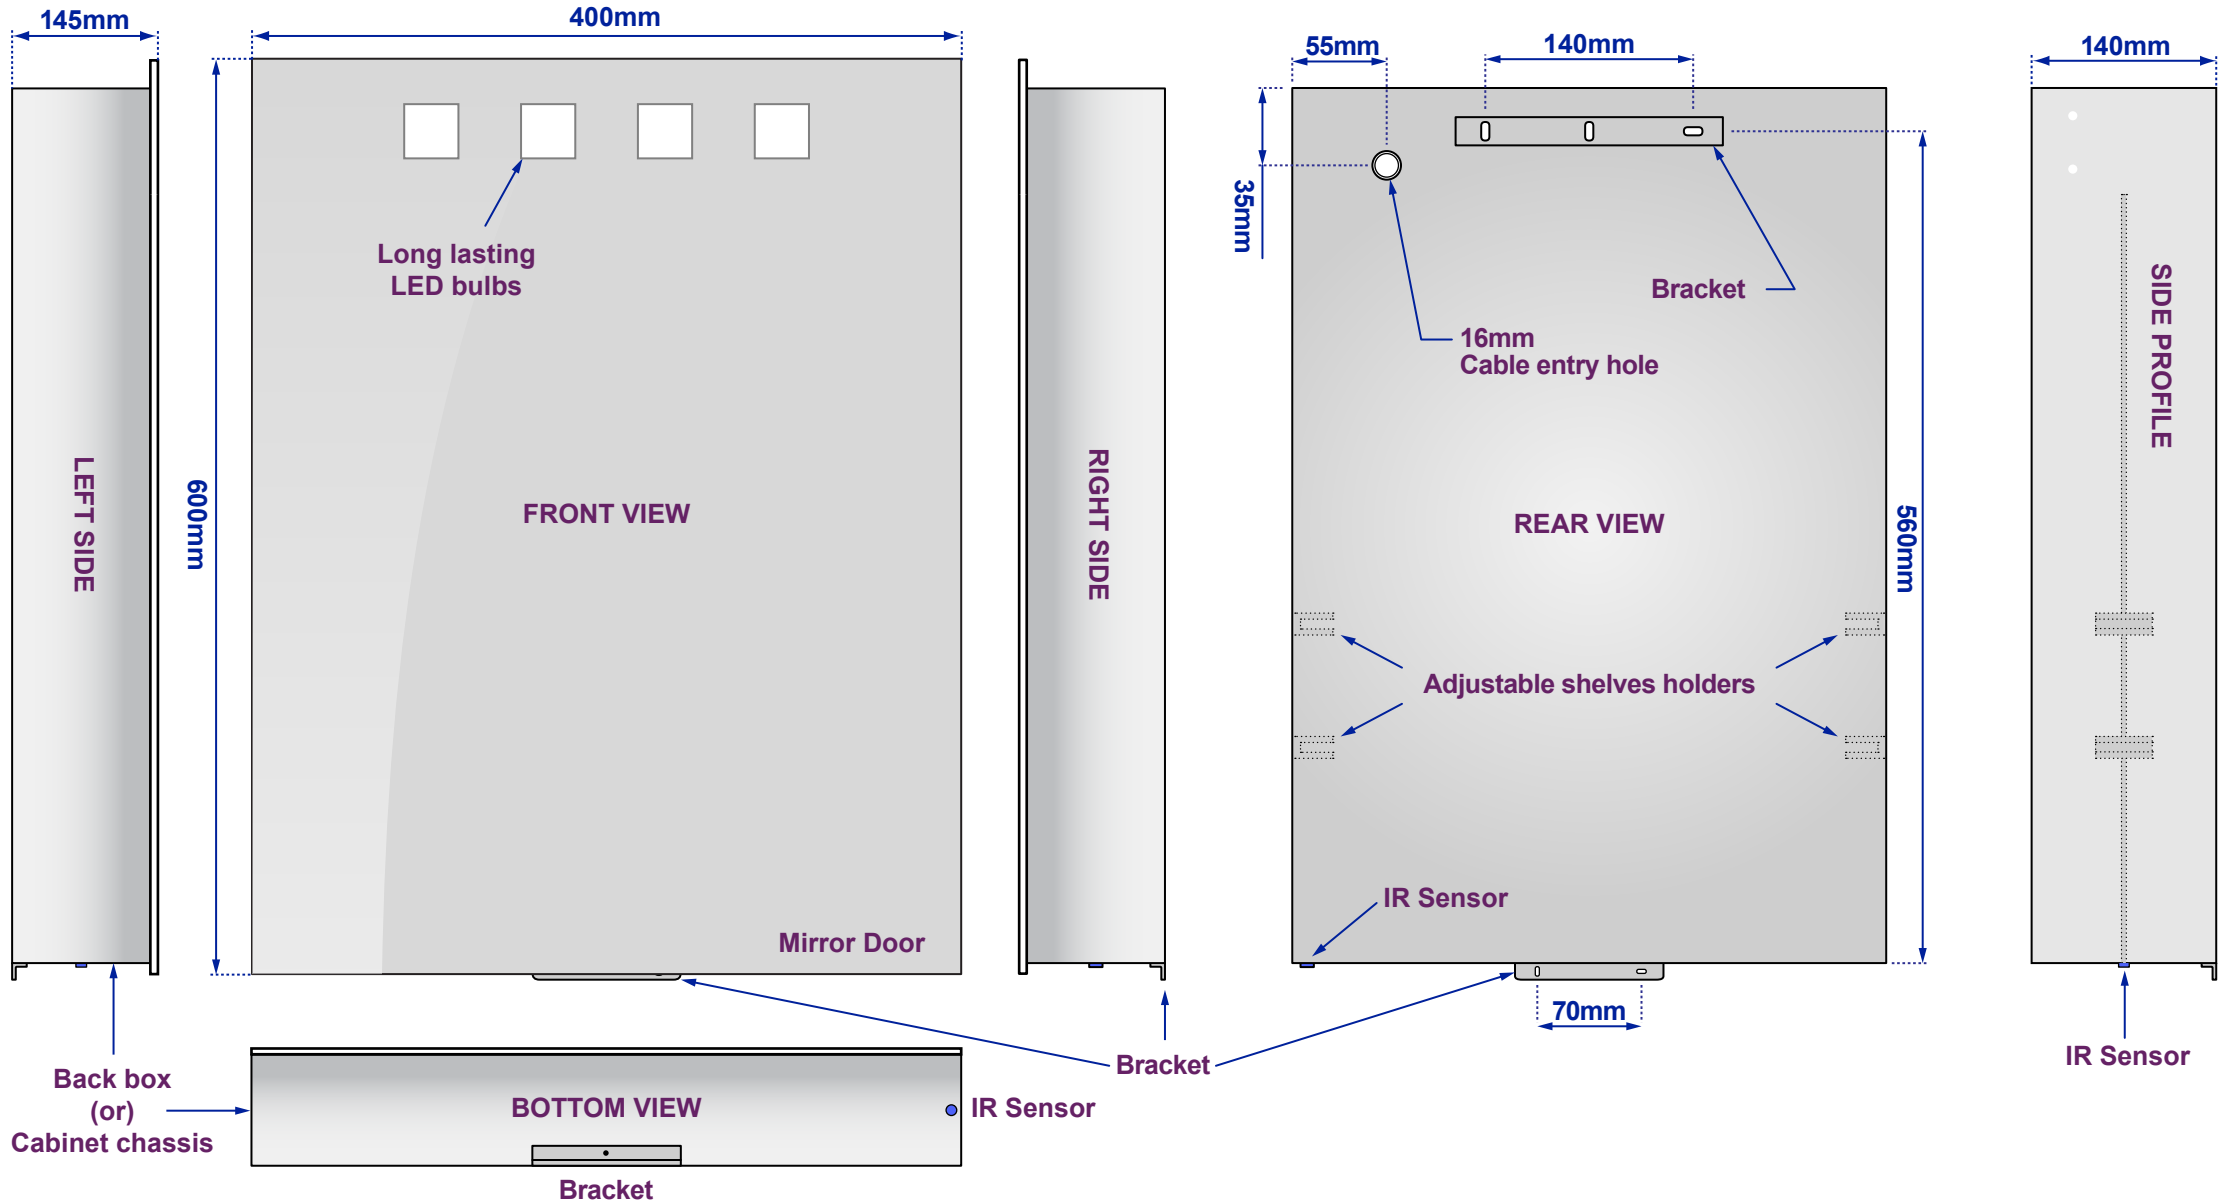 145mm
400mm
55mm
140mm
140mm
35mm
Long lasting
LED bulbs
Bracket
16mm
Cable entry hole
SIDE PROFILE
LEFT SIDE
600mm
FRONT VIEW
RIGHT SIDE
REAR VIEW
560mm
Adjustable shelves holders
IR Sensor
Mirror Door
70mm
Bracket
IR Sensor
Back box
(or)
Cabinet chassis
BOTTOM VIEW
IR Sensor
Bracket